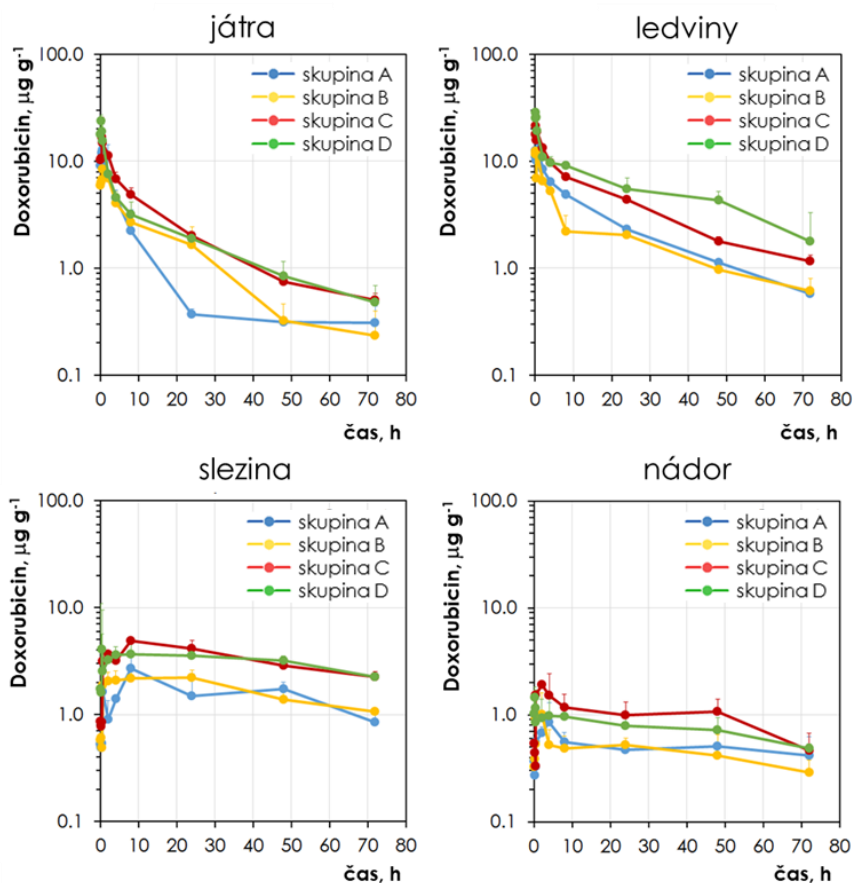 játra
Doxorubicin, µg g⁻¹
100.0
10.0
1.0
0.1
skupina A
skupina B
skupina C
skupina D
0 10 20 30 40 50 60 70 80
čas, h
ledviny
Doxorubicin, µg g⁻¹
100.0
10.0
1.0
0.1
skupina A
skupina B
skupina C
skupina D
0 10 20 30 40 50 60 70 80
čas, h
slezina
Doxorubicin, µg g⁻¹
100.0
10.0
1.0
0.1
skupina A
skupina B
skupina C
skupina D
0 10 20 30 40 50 60 70 80
čas, h
nádor
Doxorubicin, µg g⁻¹
100.0
10.0
1.0
0.1
skupina A
skupina B
skupina C
skupina D
0 10 20 30 40 50 60 70 80
čas, h